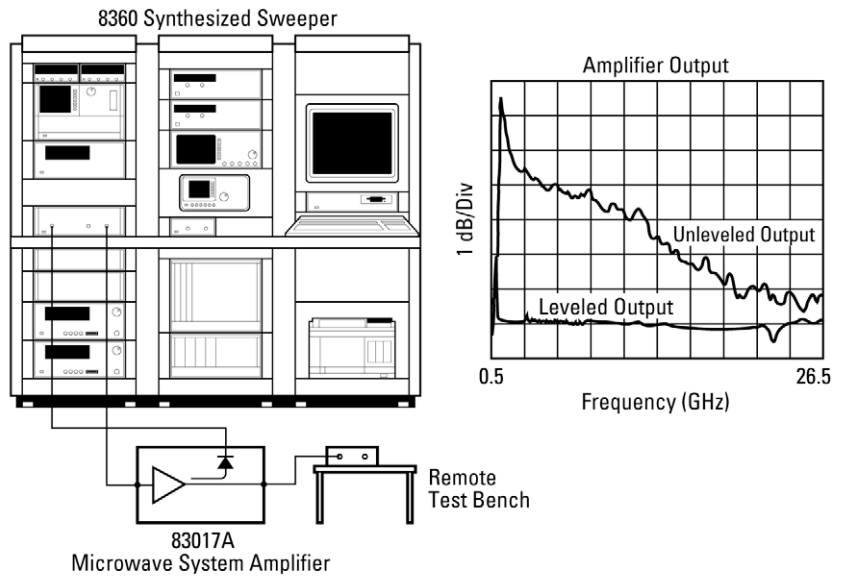 8360 Synthesized Sweeper
Amplifier Output
1 dB/Div
Unleveled Output
Leveled Output
0.5
26.5
Frequency (GHz)
Remote
Test Bench
83017A
Microwave System Amplifier